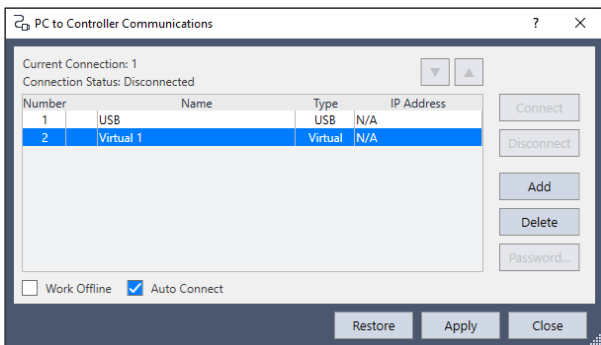 PC to Controller Communications
Current Connection: 1
Connection Status: Disconnected
Number Name Type IP Address
1 USB USB N/A
2 Virtual 1 Virtual N/A
Connect
Disconnect
Add
Delete
Password...
Work Offline Auto Connect
Restore Apply Close